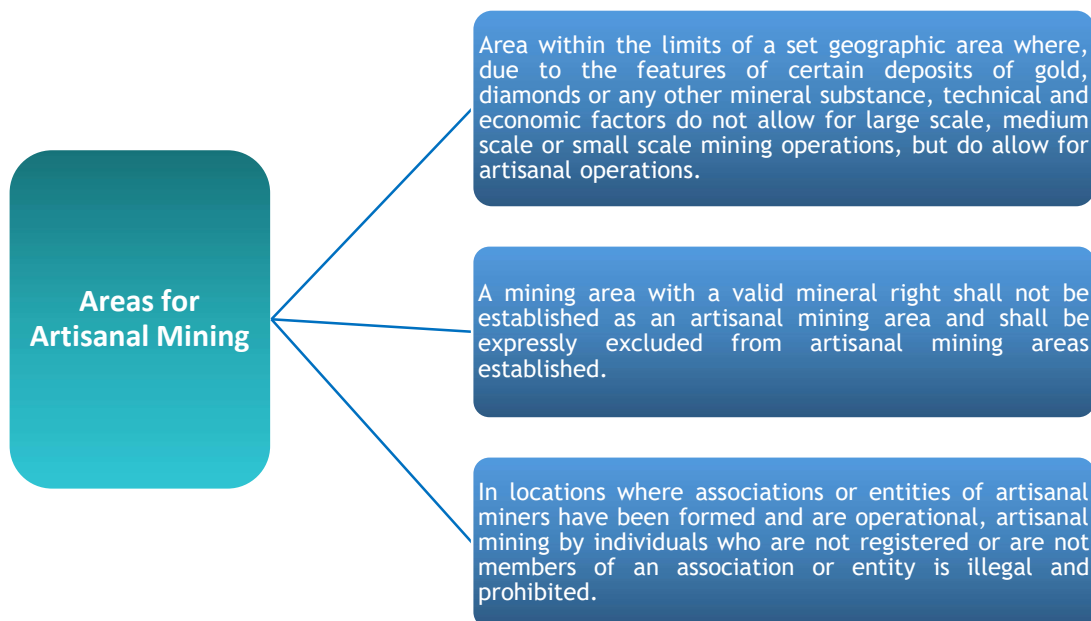 Areas for
Artisanal Mining
Area within the limits of a set geographic area where,
due to the features of certain deposits of gold,
diamonds or any other mineral substance, technical and
economic factors do not allow for large scale, medium
scale or small scale mining operations, but do allow for
artisanal operations.
A mining area with a valid mineral right shall not be
established as an artisanal mining area and shall be
expressly excluded from artisanal mining areas
established.
In locations where associations or entities of artisanal
miners have been formed and are operational, artisanal
mining by individuals who are not registered or are not
members of an association or entity is illegal and
prohibited.